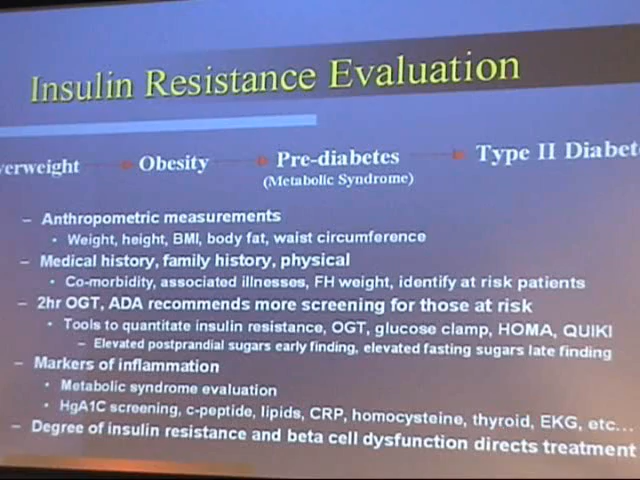 Insulin Resistance Evaluation
verweight Obesity Pre-diabetes Type II Diabet
(Metabolic Syndrome)
– Anthropometric measurements
• Weight, height, BMI, body fat, waist circumference
– Medical history, family history, physical
• Co-morbidity, associated illnesses, FH weight, identify at risk patients
– 2hr OGT, ADA recommends more screening for those at risk
• Tools to quantitate insulin resistance, OGT, glucose clamp, HOMA, QUIKI
– Elevated postprandial sugars early finding, elevated fasting sugars late finding
– Markers of inflammation
• Metabolic syndrome evaluation
• HgA1C screening, c-peptide, lipids, CRP, homocysteine, thyroid, EKG, etc...
– Degree of insulin resistance and beta cell dysfunction directs treatment